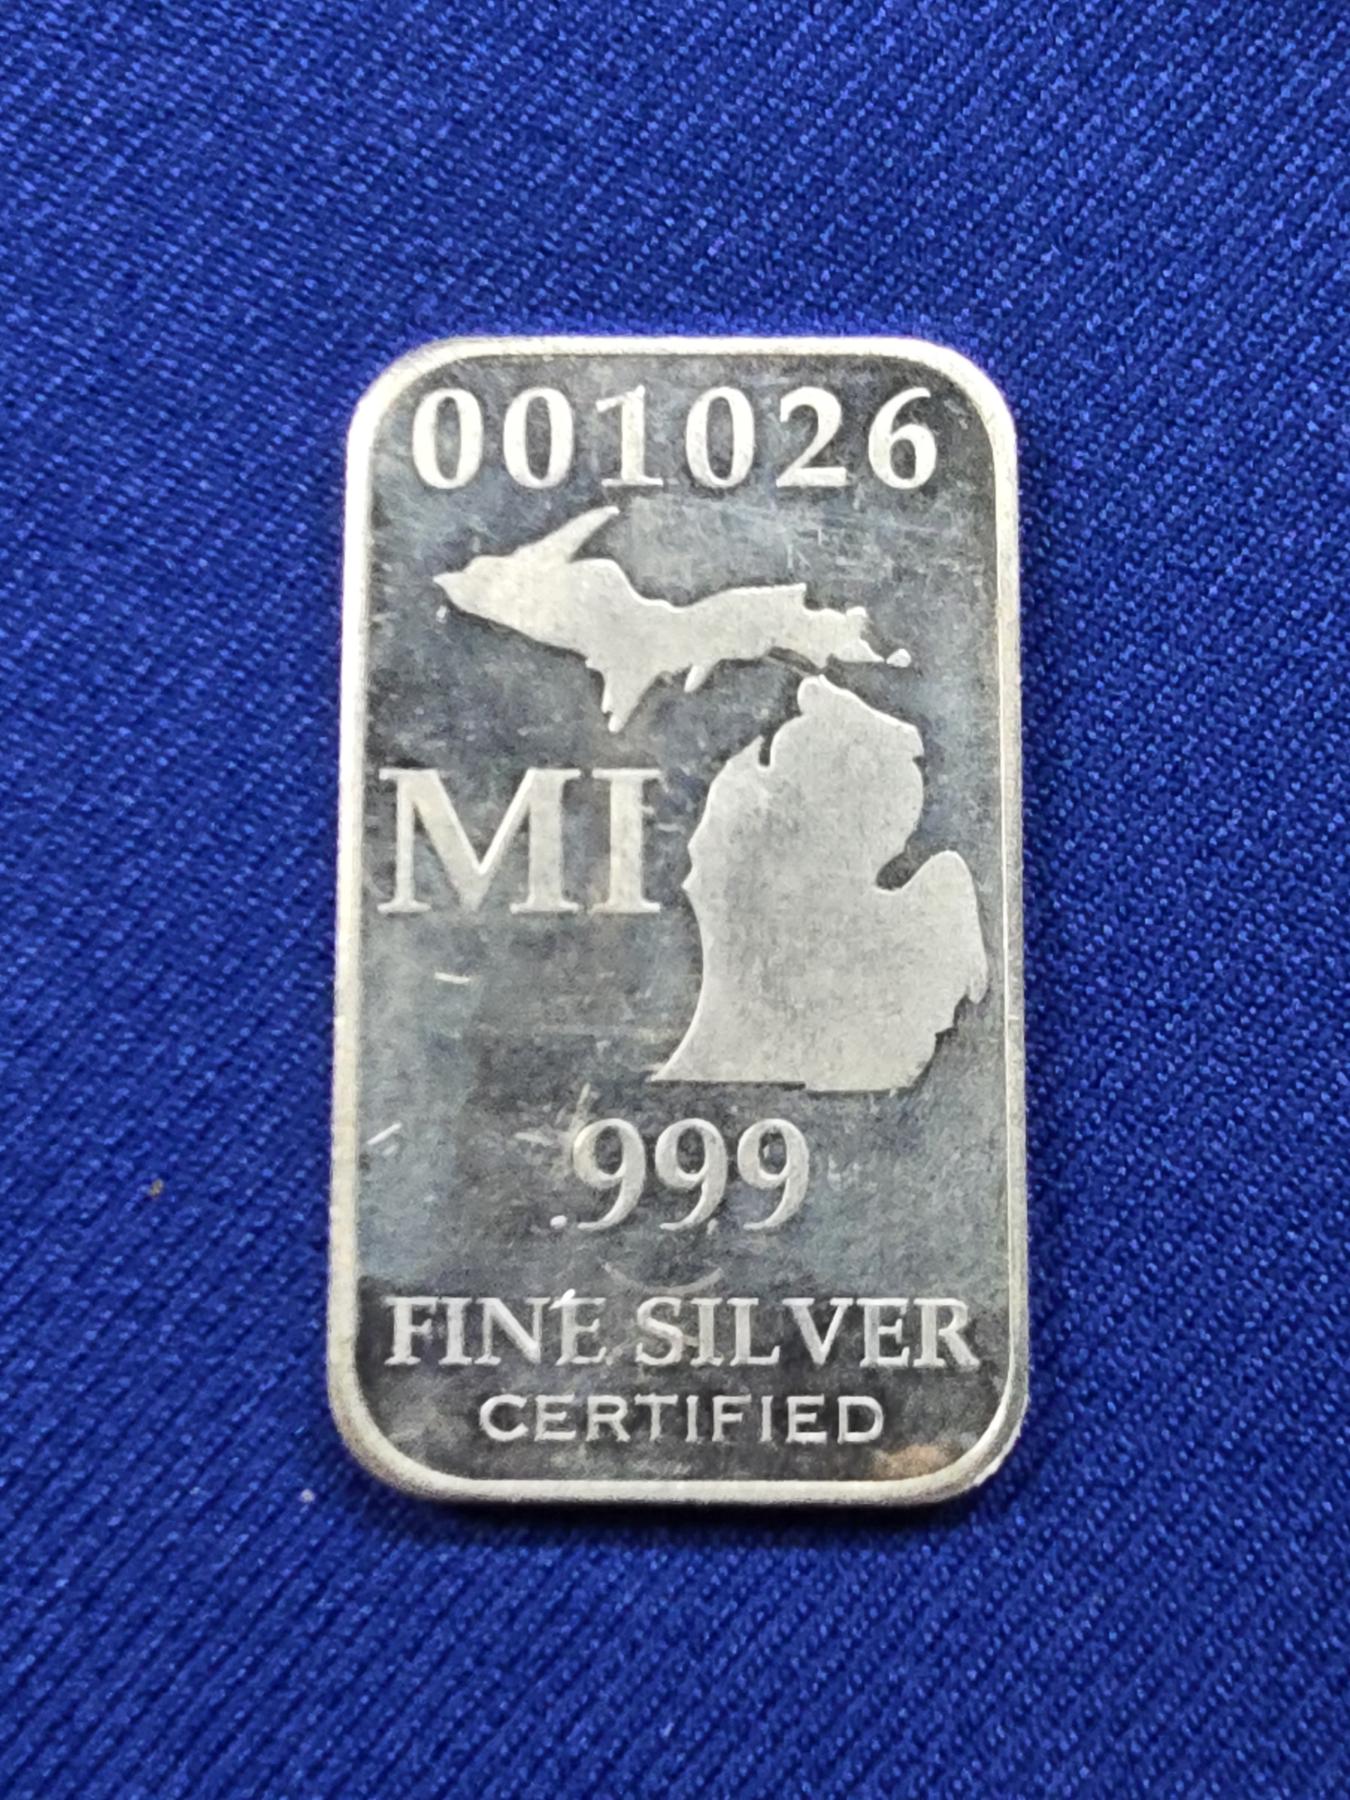 001026
MI
.999
FINE SILVER
CERTIFIED